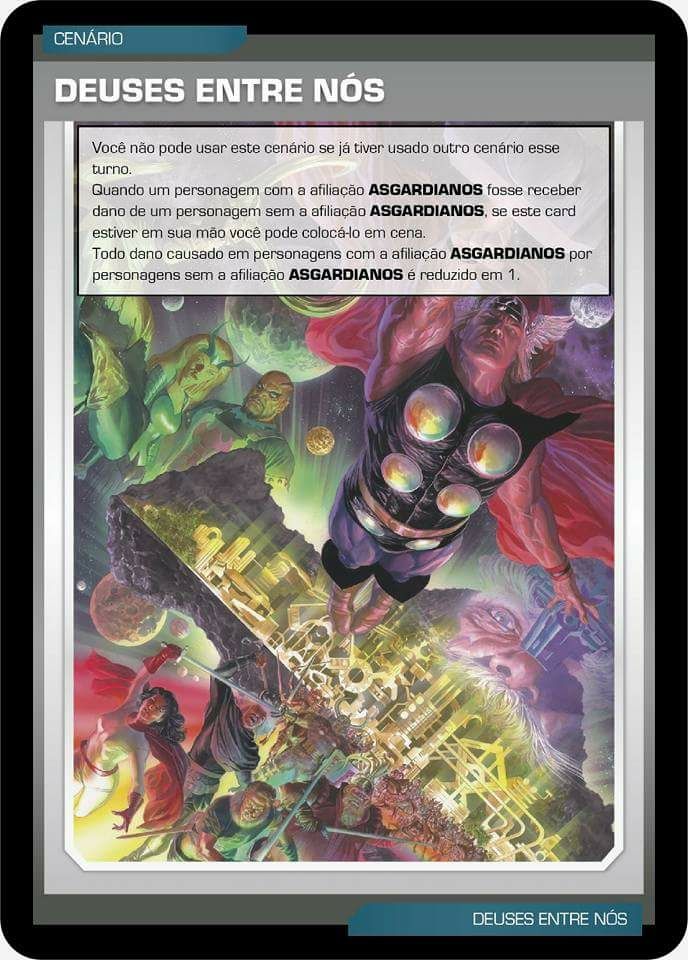 CENÁRIO
DEUSES ENTRE NÓS
Você não pode usar este cenário se já tiver usado outro cenário esse
turno.
Quando um personagem com a afiliação ASGARDIANOS fosse receber
dano de um personagem sem a afiliação ASGARDIANOS, se este card
estiver em sua mão você pode colocá-lo em cena.
Todo dano causado em personagens com a afiliação ASGARDIANOS por
personagens sem a afiliação ASGARDIANOS é reduzido em 1.
DEUSES ENTRE NÓS